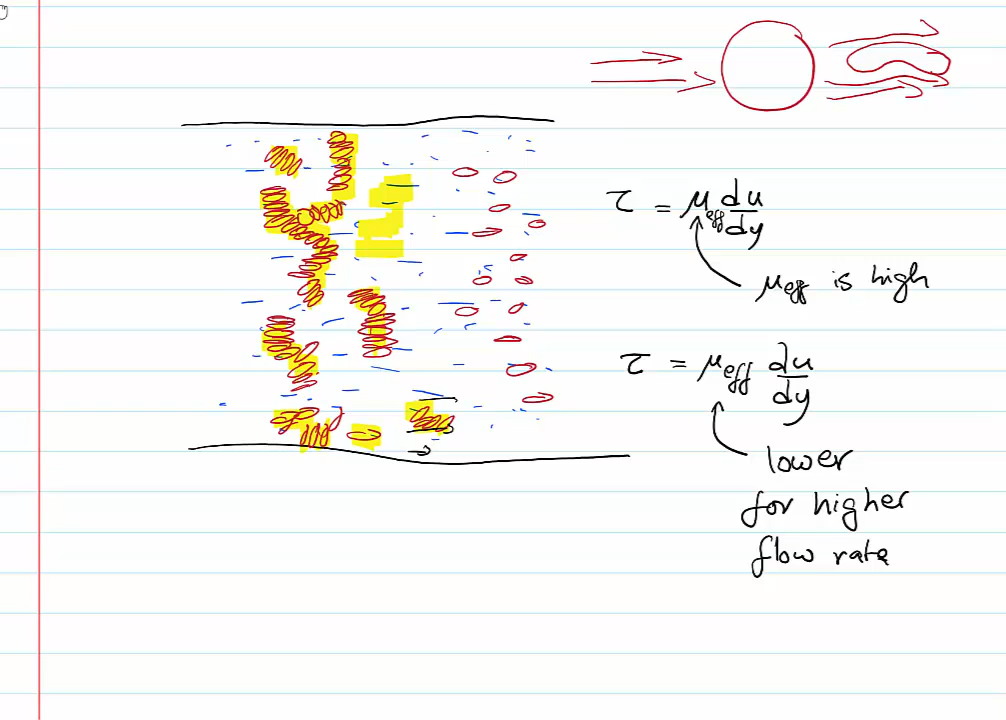 τ = μeff du/dy
μeff is high
τ = μeff du/dy
lower
for higher
flow rate